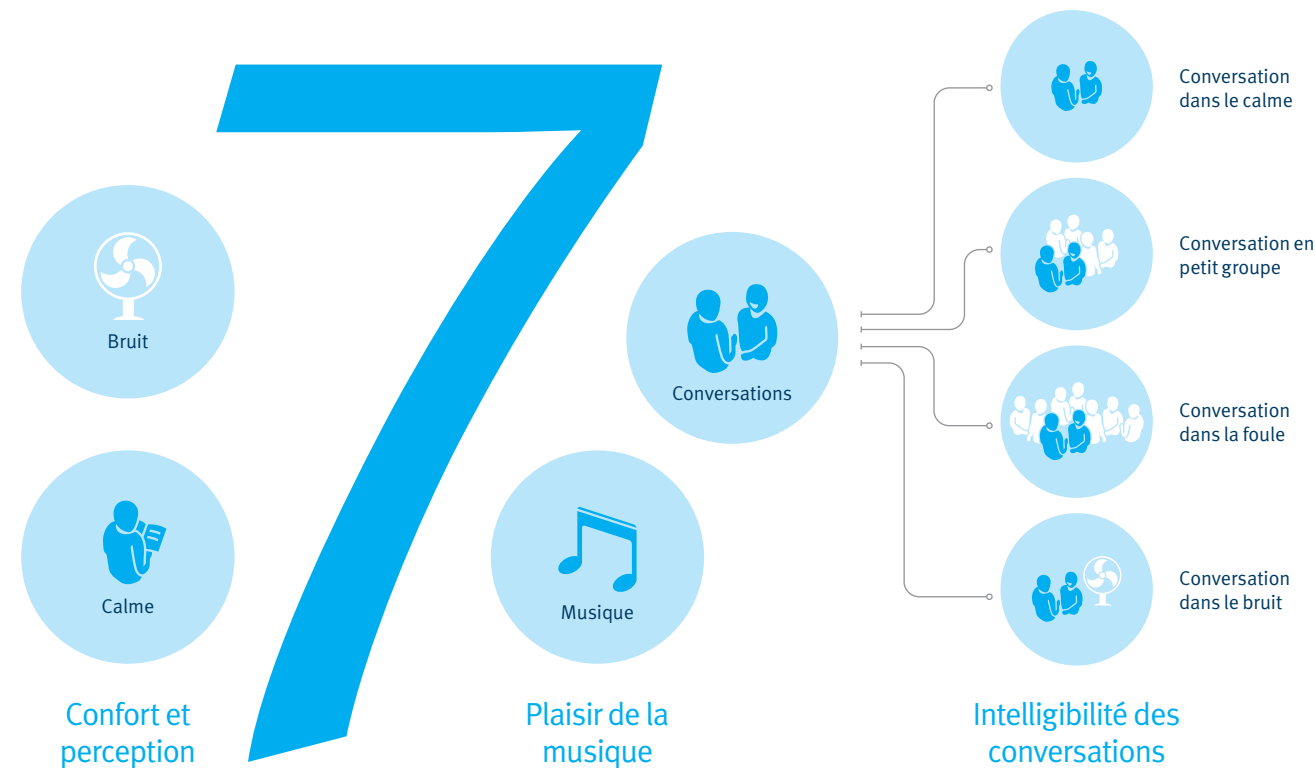 7
Bruit
Calme
Confort et
perception
Musique
Plaisir de la
musique
Conversations
Conversation
dans le calme
Conversation en
petit groupe
Conversation
dans la foule
Conversation
dans le bruit
Intelligibilité des
conversations